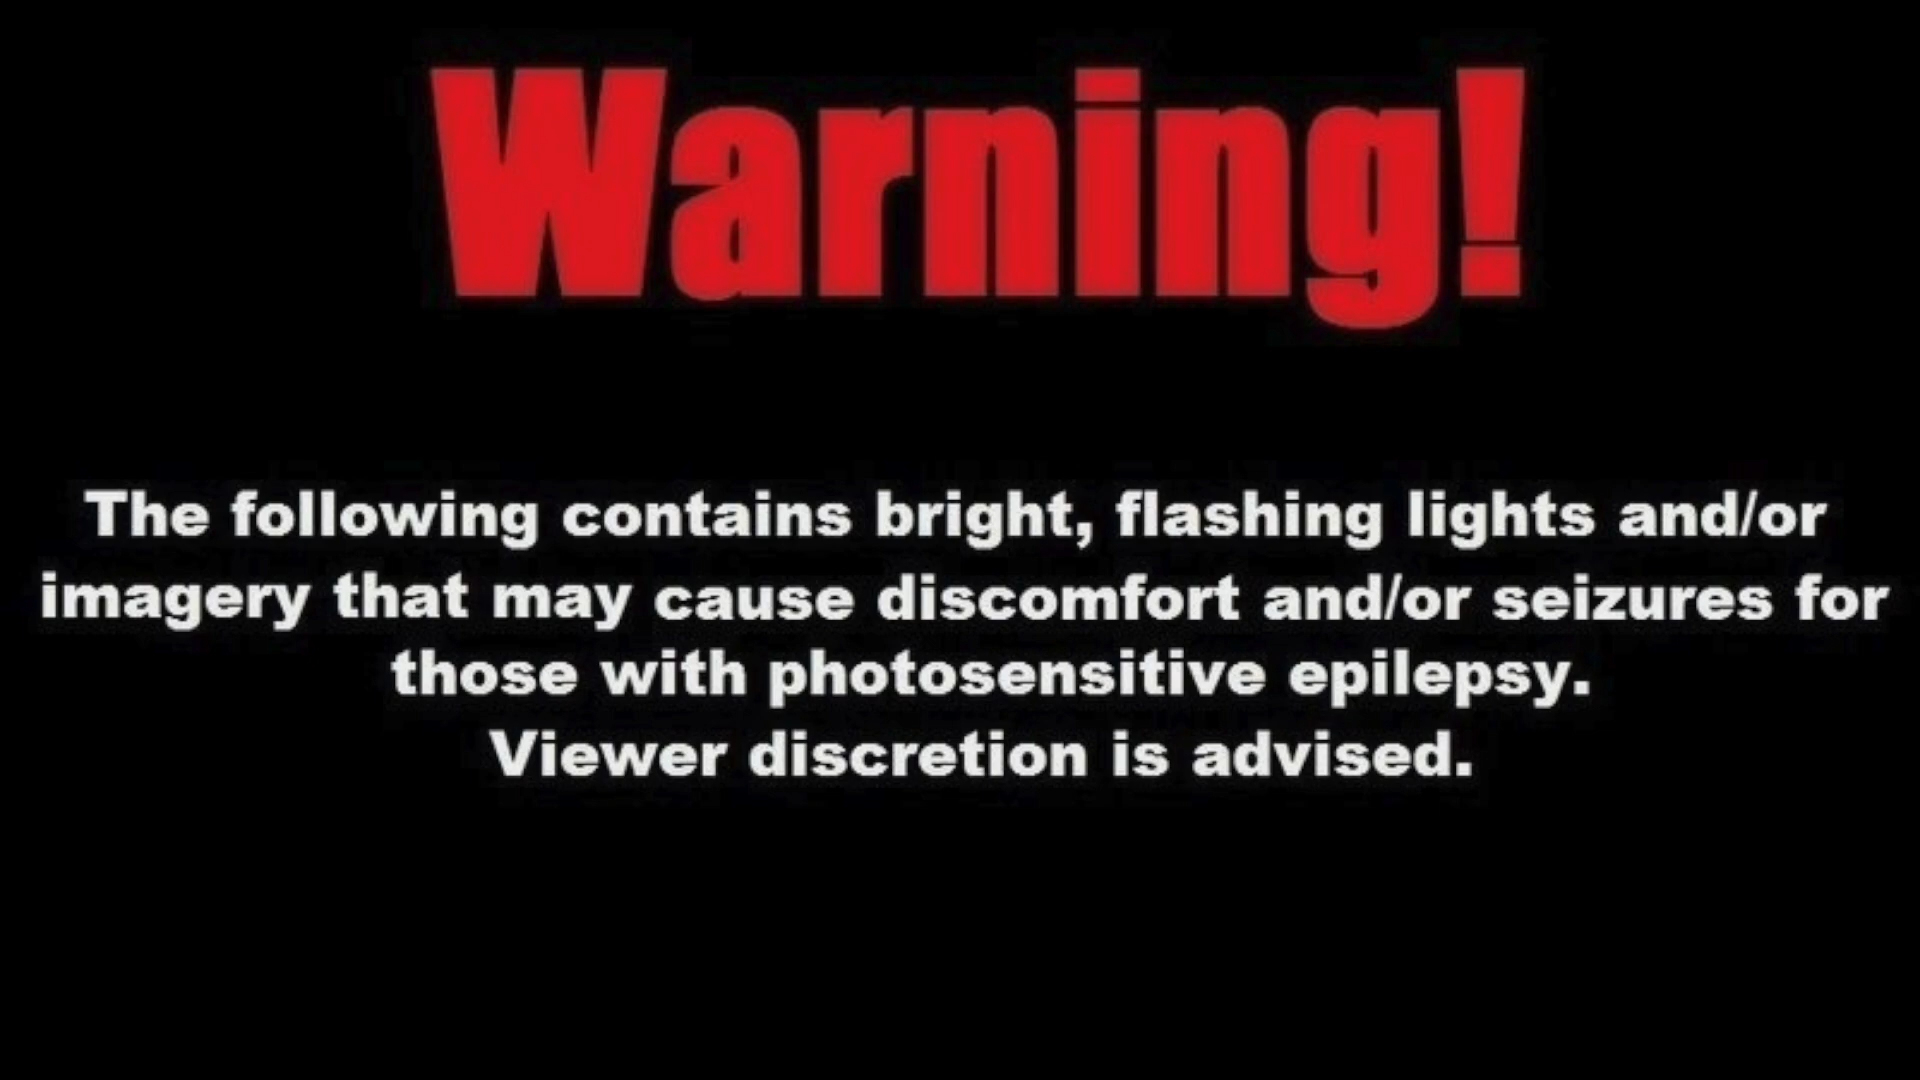 Warning!
The following contains bright, flashing lights and/or
imagery that may cause discomfort and/or seizures for
those with photosensitive epilepsy.
Viewer discretion is advised.